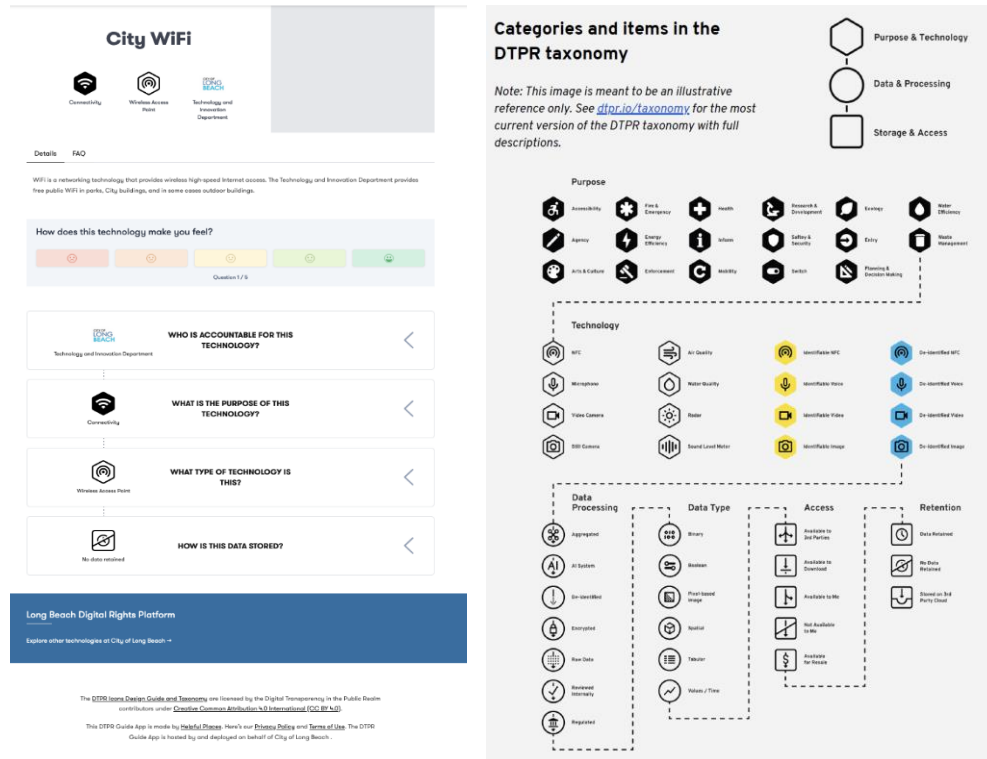 City WiFi
Connectivity
Wireless Access
Point
CITY OF
LONG
BEACH
Technology and
Innovation
Department
Details
FAQ
WiFi is a networking technology that provides wireless high-speed Internet access. The Technology and Innovation Department provides
free public WiFi in parks, City buildings, and in some cases outdoor buildings.
How does this technology make you feel?
Question 1 / 5
CITY OF
LONG
BEACH
Technology and Innovation Department
WHO IS ACCOUNTABLE FOR THIS
TECHNOLOGY?
Connectivity
WHAT IS THE PURPOSE OF THIS
TECHNOLOGY?
Wireless Access Point
WHAT TYPE OF TECHNOLOGY IS
THIS?
No data retained
HOW IS THIS DATA STORED?
Long Beach Digital Rights Platform
Explore other technologies at City of Long Beach →
The DTPR Icons Design Guide and Taxonomy are licensed by the Digital Transparency in the Public Realm
contributors under Creative Common Attribution 4.0 International (CC BY 4.0).
This DTPR Guide App is made by Helpful Places. Here's our Privacy Policy and Terms of Use. The DTPR
Guide App is hosted by and deployed on behalf of City of Long Beach .
Categories and items in the
DTPR taxonomy
Note: This image is meant to be an illustrative
reference only. See dtpr.io/taxonomy for the most
current version of the DTPR taxonomy with full
descriptions.
Purpose & Technology
Data & Processing
Storage & Access
Purpose
Accessibility
Fire &
Emergency
Health
Research &
Development
Ecology
Water
Efficiency
Agency
Energy
Efficiency
Inform
Saftey &
Security
Entry
Waste
Management
Arts & Culture
Enforcement
Mobility
Switch
Planning &
Decision Making
Technology
NFC
Air Quality
Identifiable NFC
De-Identified NFC
Microphone
Water Quality
Identifiable Voice
De-identified Voice
Video Camera
Radar
Identifiable Video
De-identified Video
Camera
Sound Level Meter
Identifiable Image
De-identified Image
Data
Processing
Data Type
Access
Retention
Aggregated
Binary
Available to
3rd Parties
Data Retained
AI
AI System
Boolean
Available to
Download
No Data
Retained
De-Identified
Pixel-based
Image
Available to Me
Stored on 3rd
Party Cloud
Encrypted
Spatial
Not Available
to Me
Raw Data
Tabular
Available
for Resale
Reviewed
Internally
Values / Time
Regulated